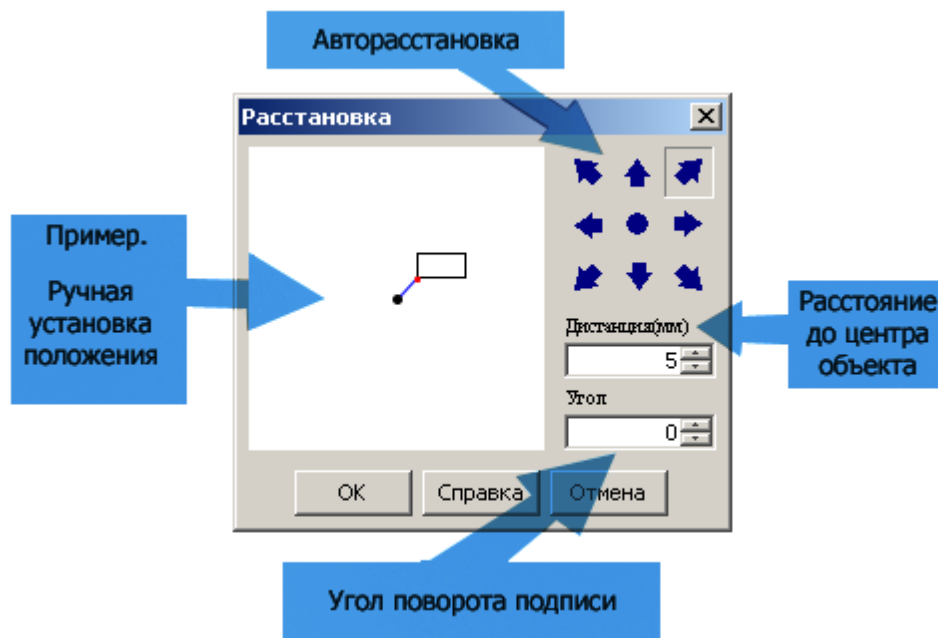 Авторасстановка
Расстановка
Пример.
Ручная
установка
положения
Дистанция(мм)
5
Расстояние
до центра
объекта
Угол
0
OK
Справка
Отмена
Угол поворота подписи